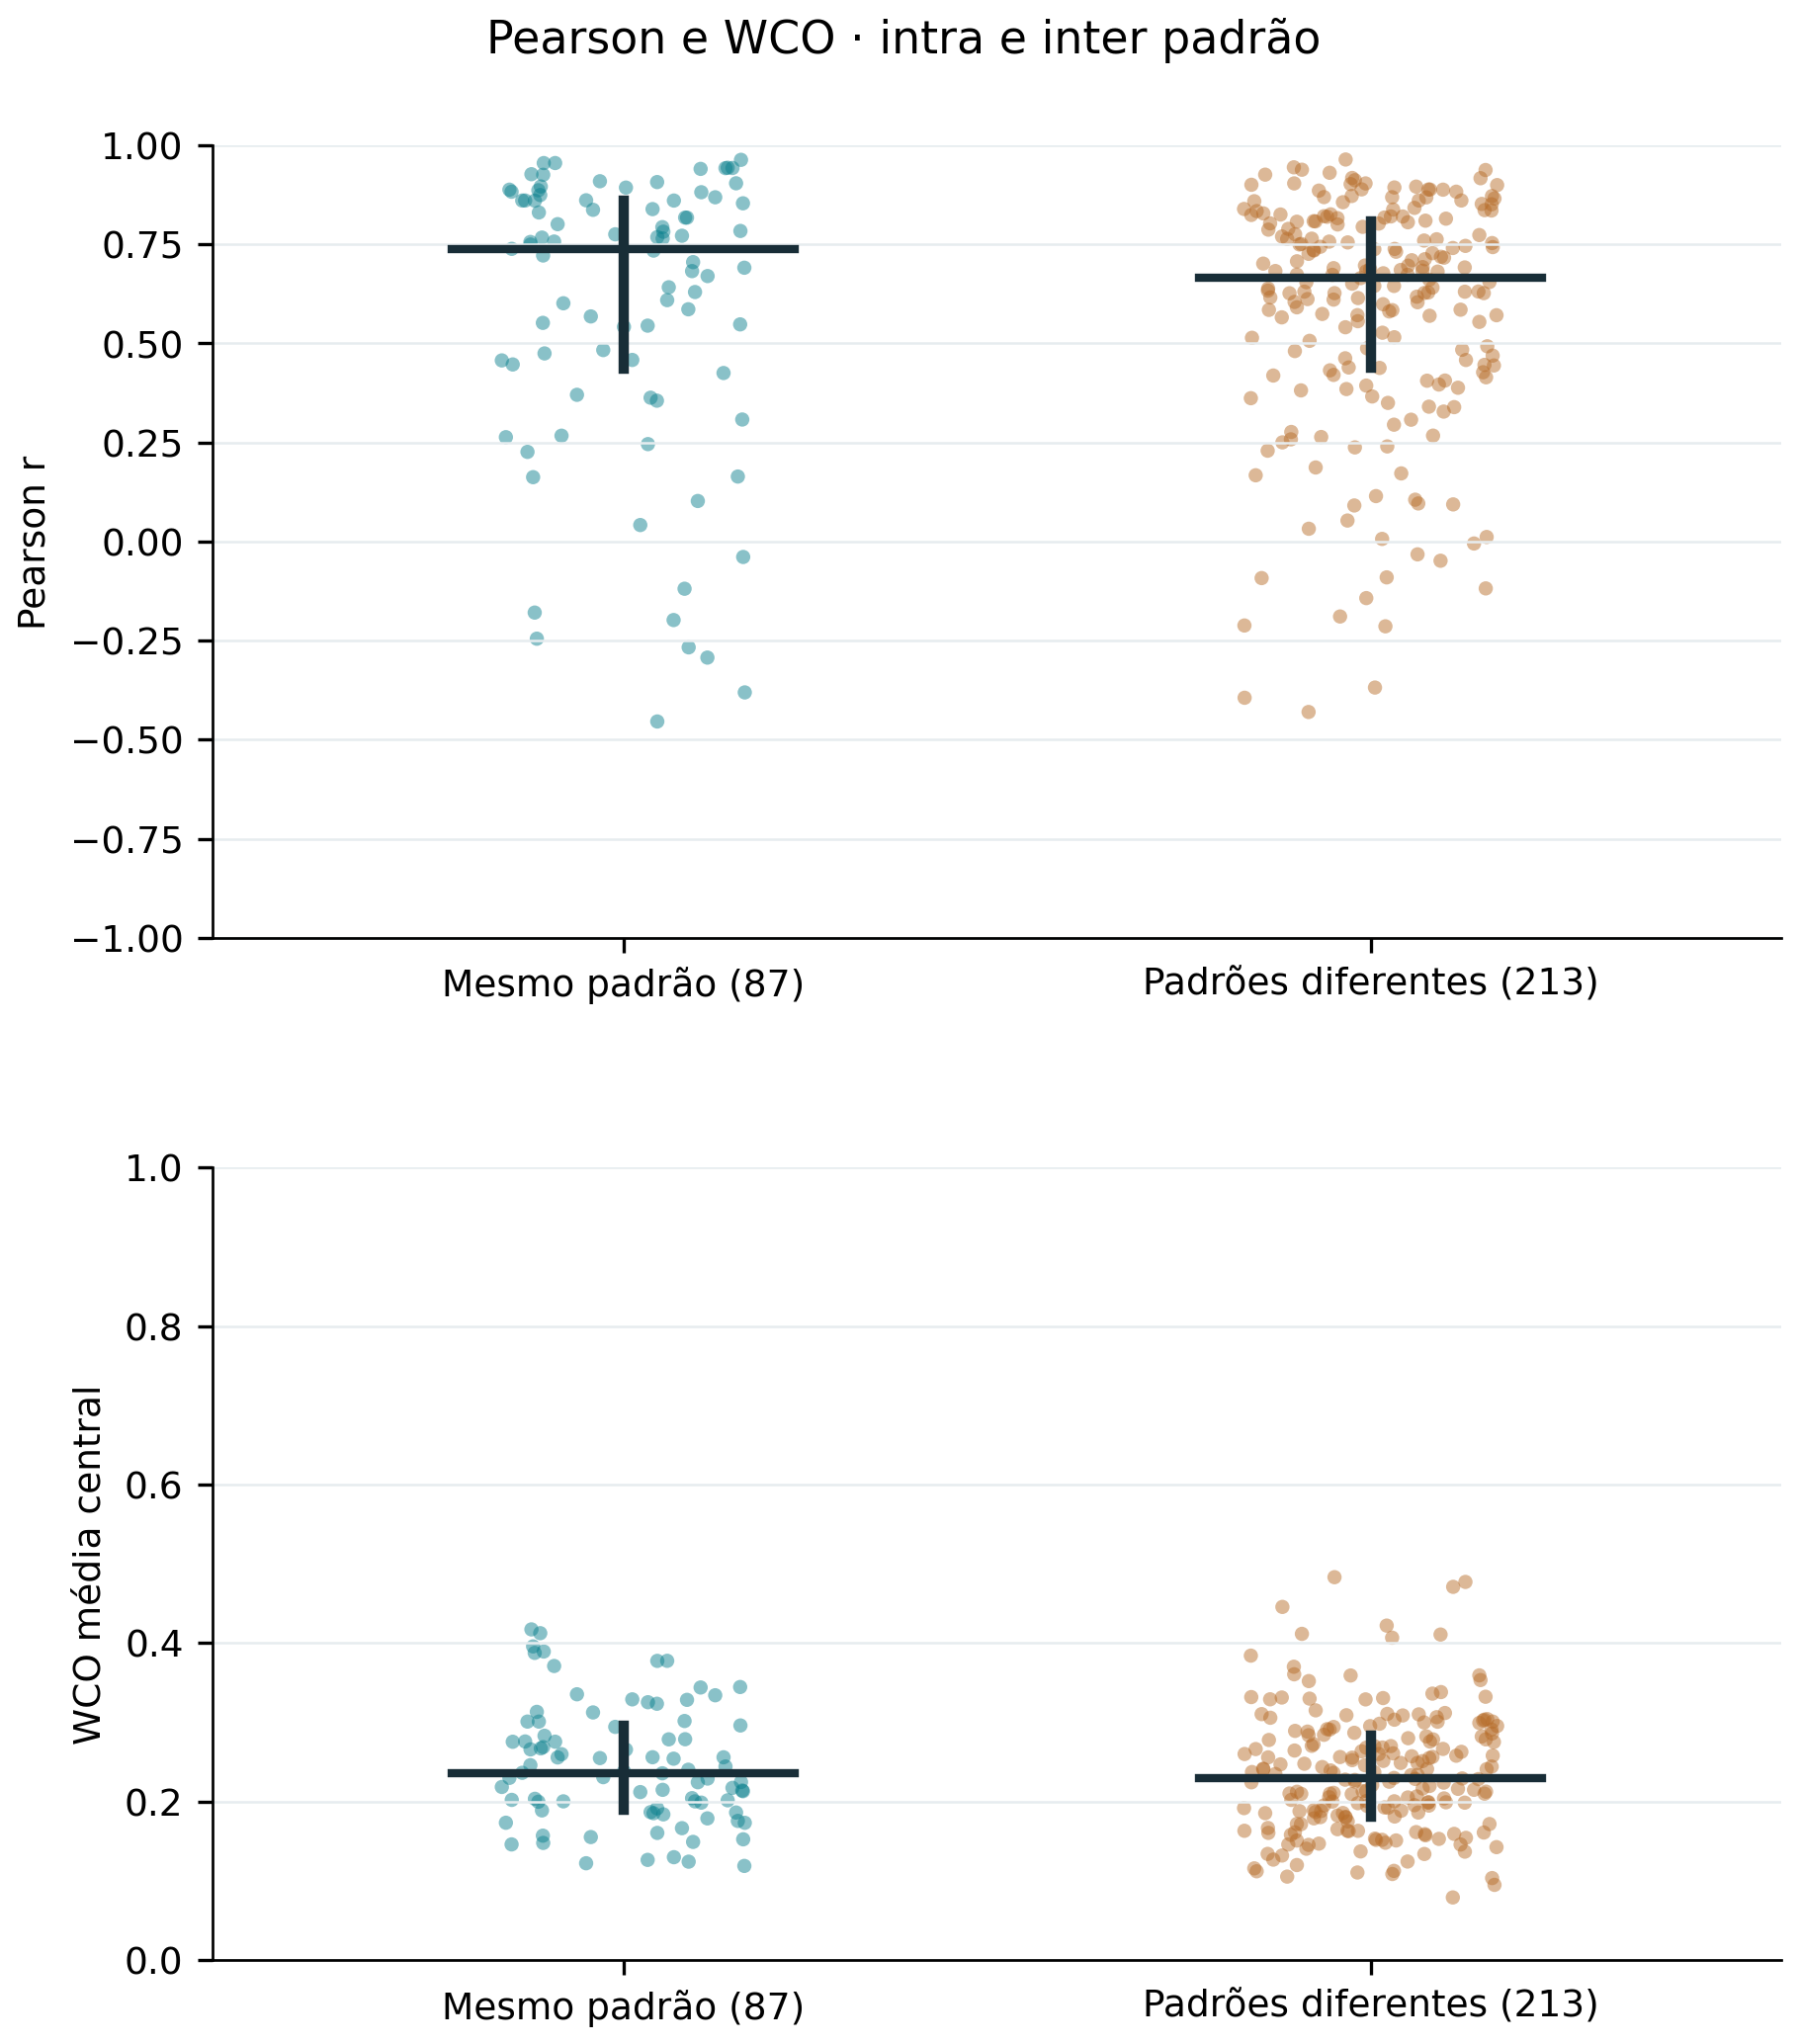 Pearson e WCO · intra e inter padrão
Pearson r
1.00
0.75
0.50
0.25
0.00
−0.25
−0.50
−0.75
−1.00
Mesmo padrão (87)
Padrões diferentes (213)
WCO média central
1.0
0.8
0.6
0.4
0.2
0.0
Mesmo padrão (87)
Padrões diferentes (213)